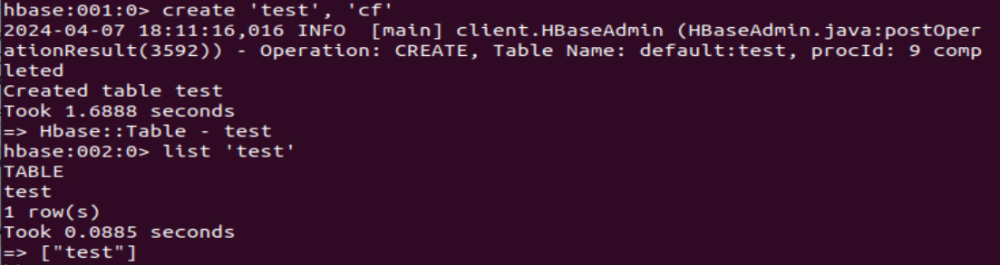 hbase:001:0> create 'test', 'cf'
2024-04-07 18:11:16,016 INFO  [main] client.HBaseAdmin (HBaseAdmin.java:postOper
ationResult(3592)) - Operation: CREATE, Table Name: default:test, procId: 9 comp
leted
Created table test
Took 1.6888 seconds
=> Hbase::Table - test
hbase:002:0> list 'test'
TABLE
test
1 row(s)
Took 0.0885 seconds
=> ["test"]